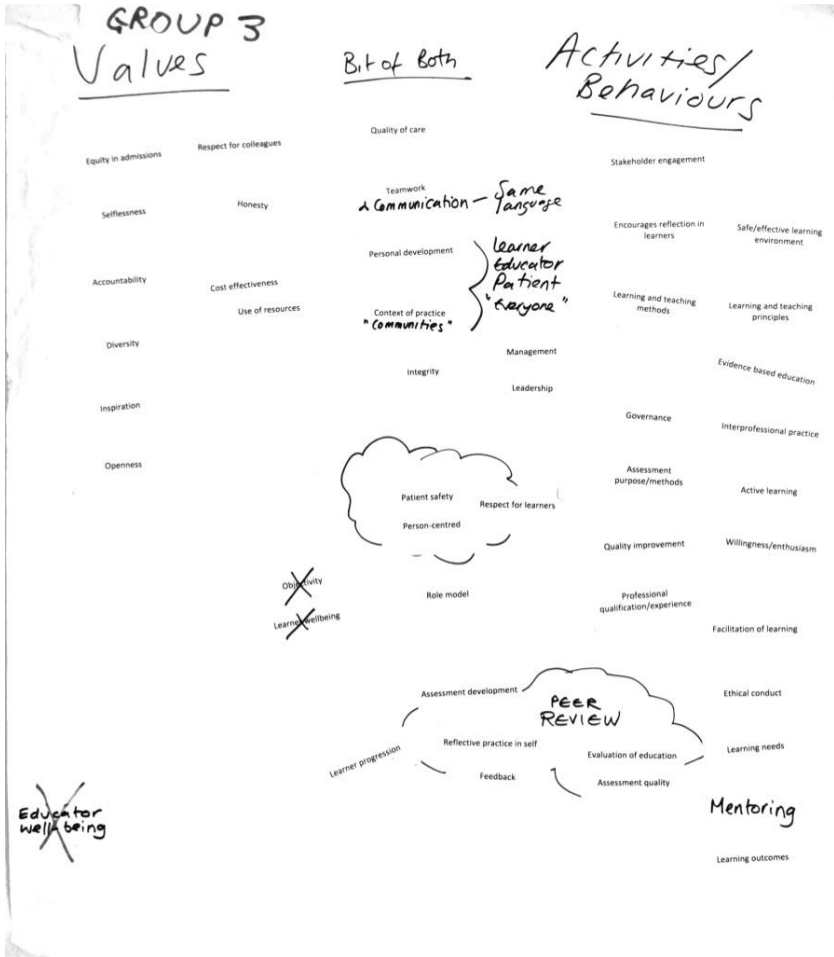 GROUP 3
Values
Equity in admissions
Respect for colleagues
Selflessness
Honesty
Accountability
Cost effectiveness
Use of resources
Diversity
Inspiration
Openness
Objectivity
Learner wellbeing
Educator
well-being
Bit of Both
Quality of care
Teamwork
& Communication - Same
language
Personal development
Learner
Educator
Patient
"Everyone"
Context of practice
"Communities"
Management
Integrity
Leadership
Patient safety
Respect for learners
Person-centred
Role model
Assessment development
PEER
REVIEW
Learner progression
Reflective practice in self
Evaluation of education
Feedback
Assessment quality
Activities/
Behaviours
Stakeholder engagement
Encourages reflection in
learners
Safe/effective learning
environment
Learning and teaching
methods
Learning and teaching
principles
Evidence based education
Governance
Interprofessional practice
Assessment
purpose/methods
Active learning
Quality improvement
Willingness/enthusiasm
Professional
qualification/experience
Facilitation of learning
Ethical conduct
Learning needs
Mentoring
Learning outcomes